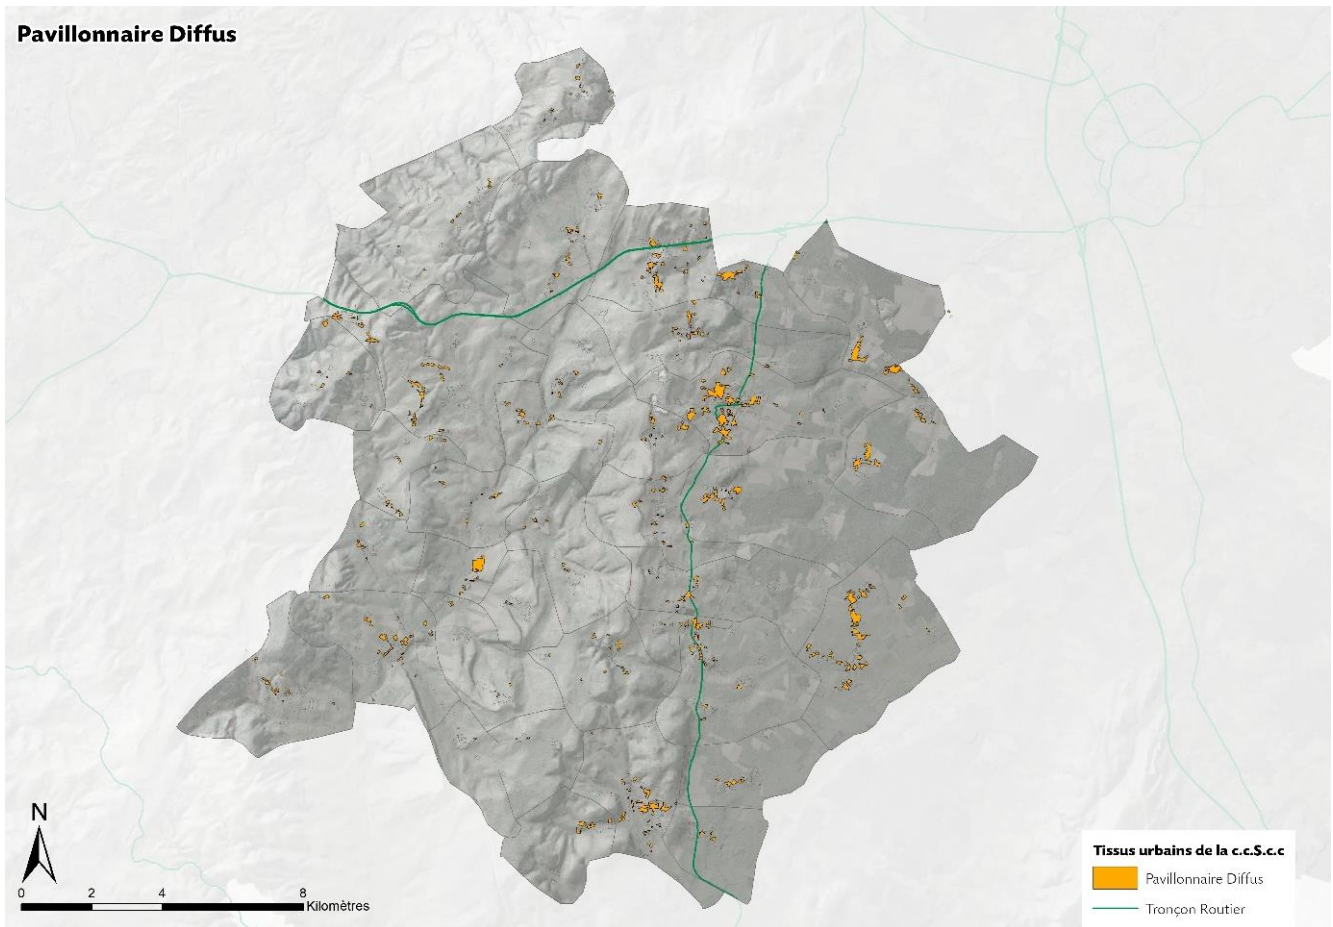 Pavillonnaire Diffus
N
0 2 4 8
Kilomètres
Tissus urbains de la c.c.S.c.c
Pavillonnaire Diffus
Tronçon Routier